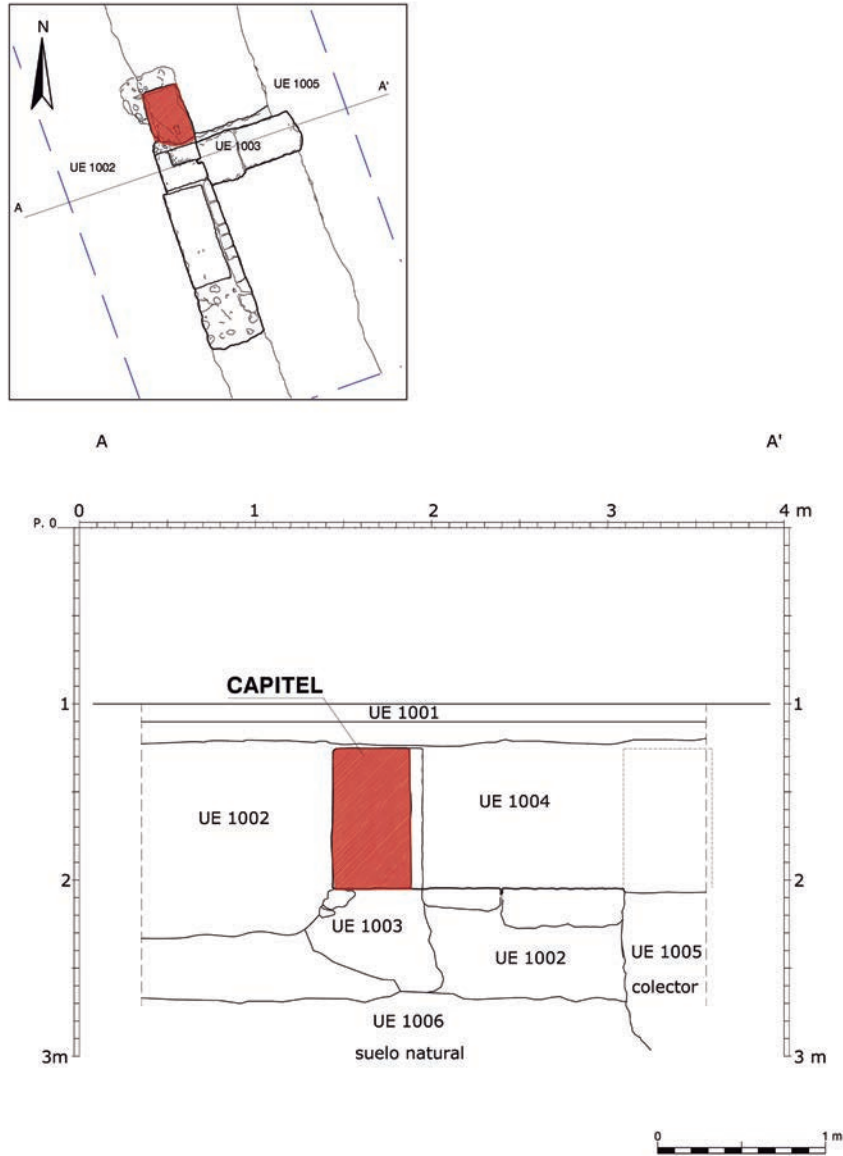 N
UE 1005
A'
UE 1003
UE 1002
A
A A'
0 1 2 3 4 m
P. 0
CAPITEL
1 UE 1001 1
UE 1002 UE 1004
2 2
UE 1003
UE 1002 UE 1005
colector
UE 1006
3m suelo natural 3 m
0 1 m